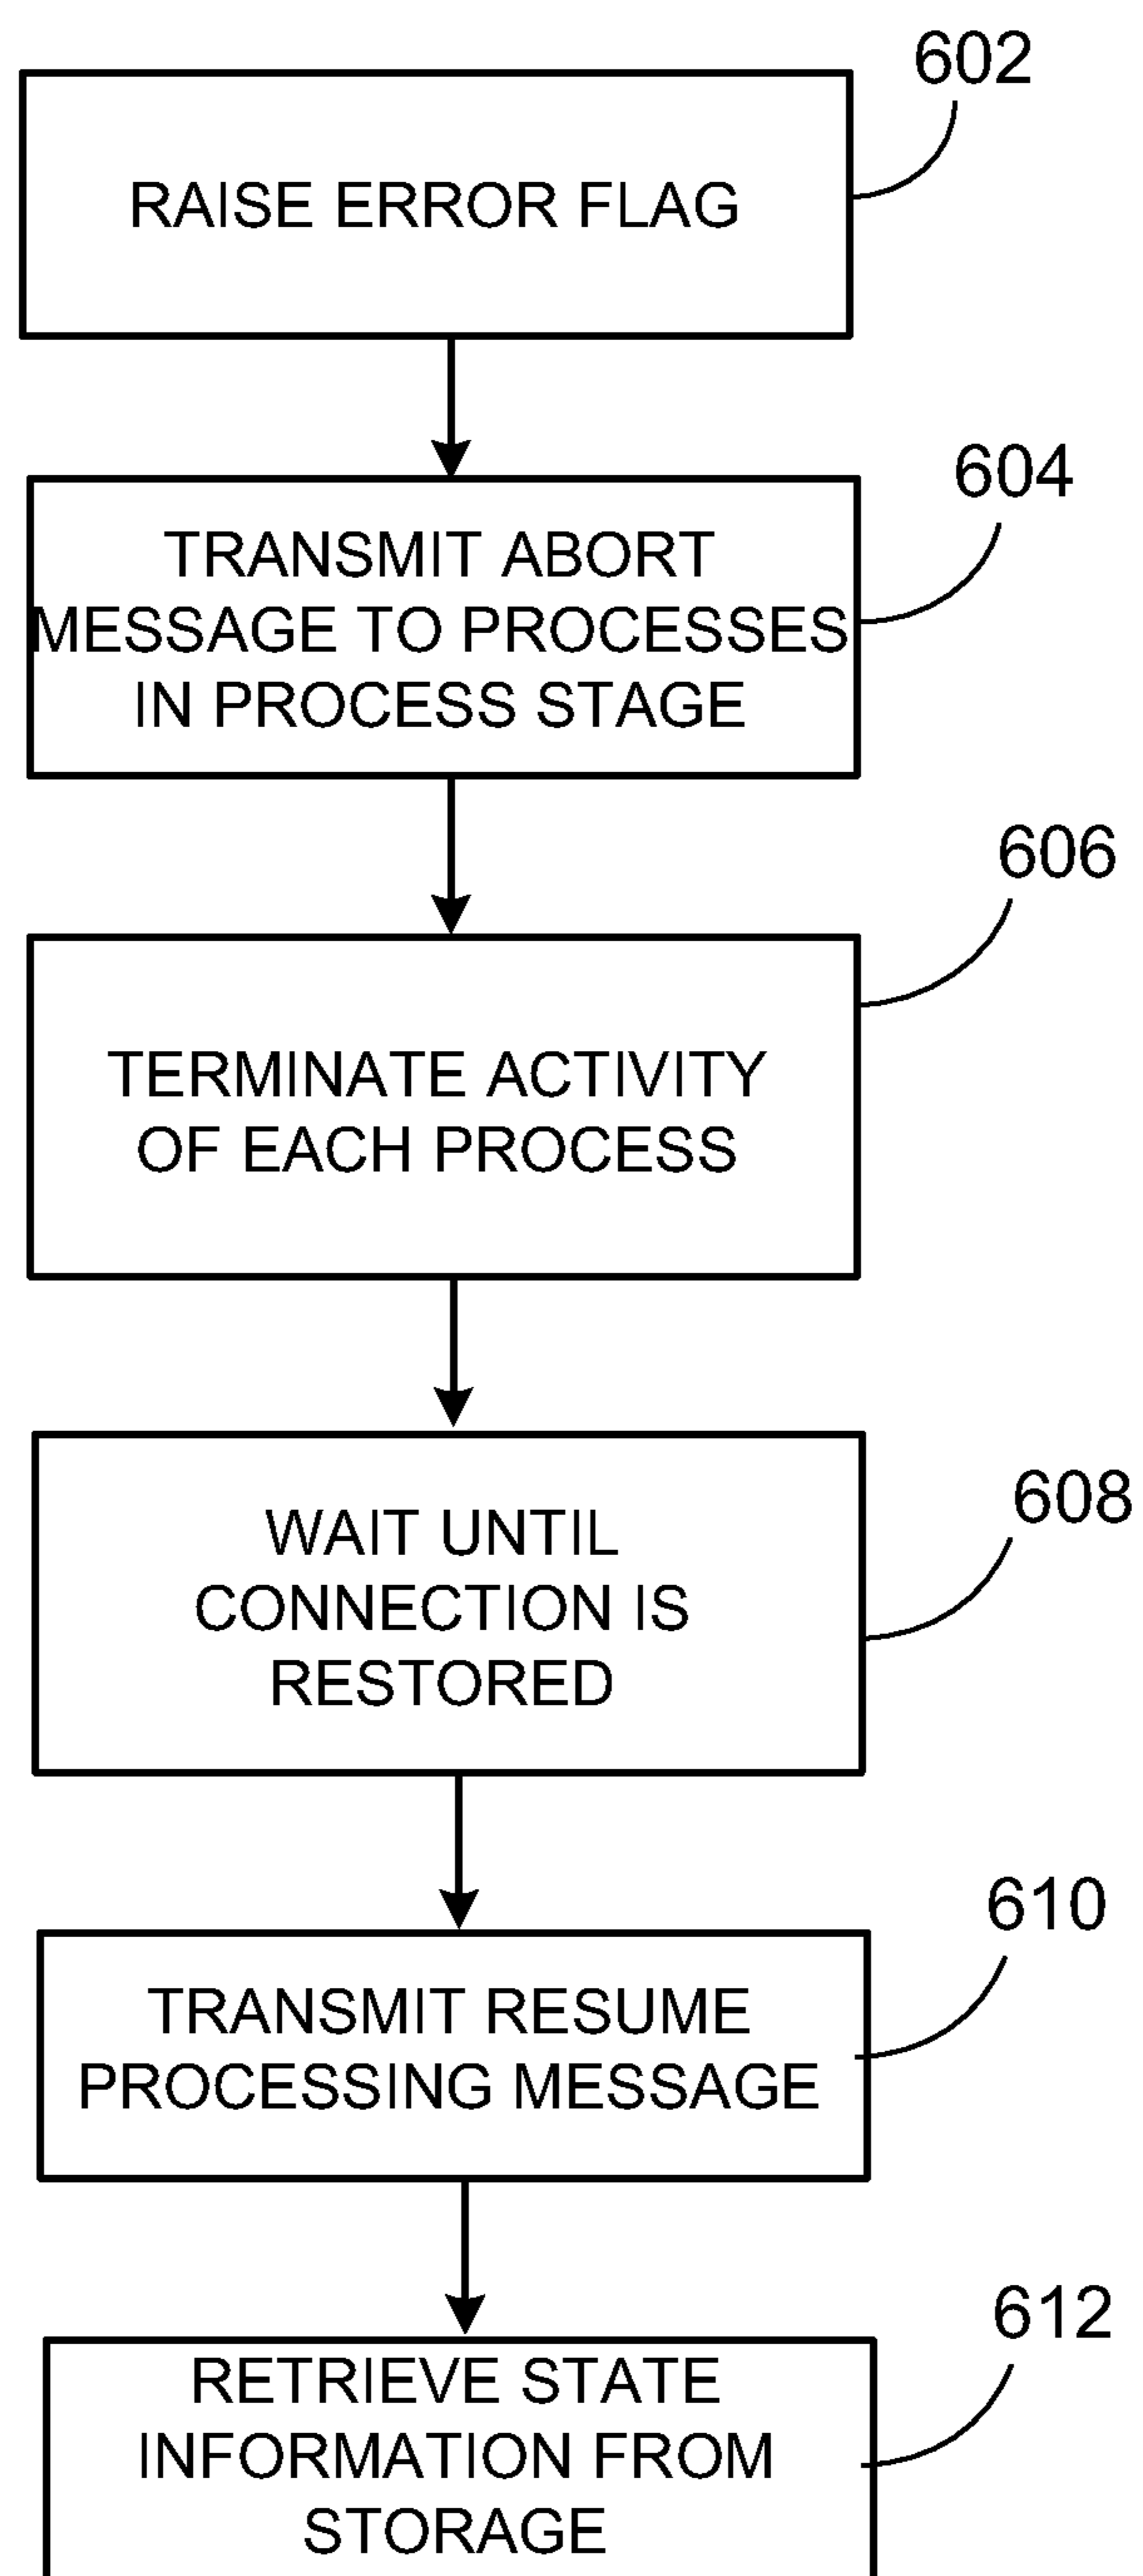 602
RAISE ERROR FLAG
604
TRANSMIT ABORT
MESSAGE TO PROCESSES
IN PROCESS STAGE
606
TERMINATE ACTIVITY
OF EACH PROCESS
608
WAIT UNTIL
CONNECTION IS
RESTORED
610
TRANSMIT RESUME
PROCESSING MESSAGE
612
RETRIEVE STATE
INFORMATION FROM
STORAGE